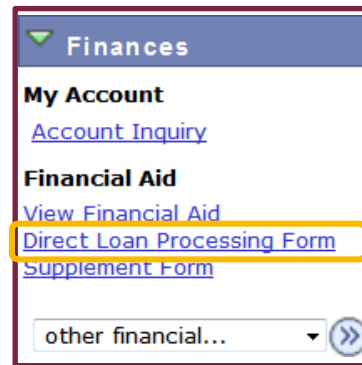 Finances
My Account
Account Inquiry
Financial Aid
View Financial Aid
Direct Loan Processing Form
Supplement Form
other financial...